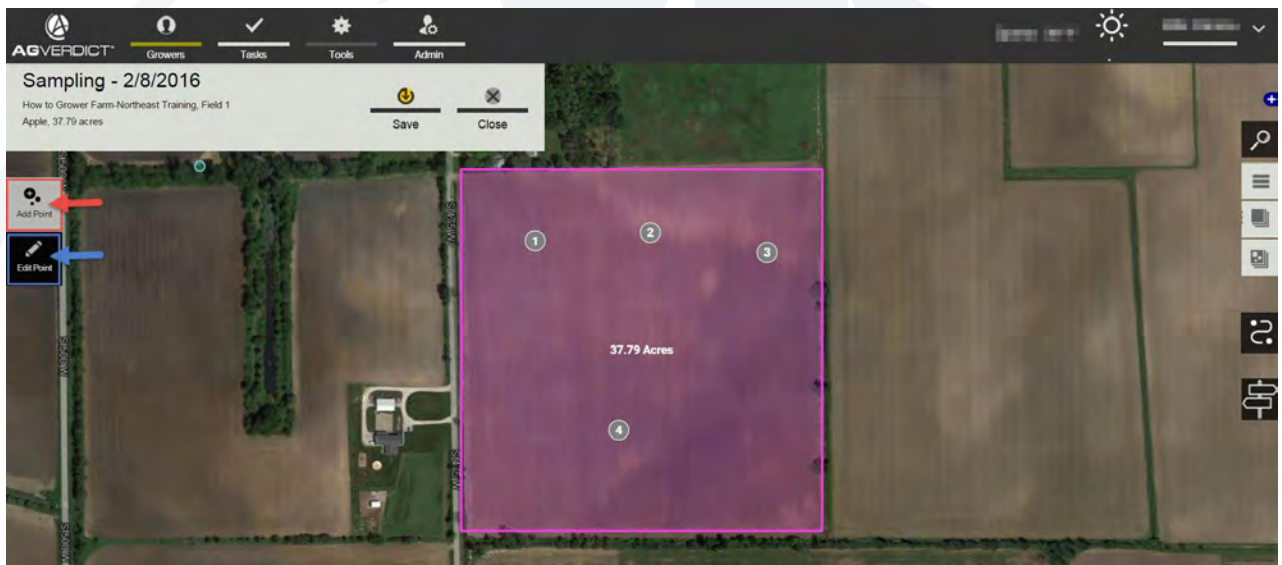 AGVERDICT
Growers
Tasks
Tools
Admin
Sampling - 2/8/2016
How to Grower Farm-Northeast Training, Field 1
Apple, 37.79 acres
Save
Close
Add Point
Edit Point
1
2
3
37.79 Acres
4